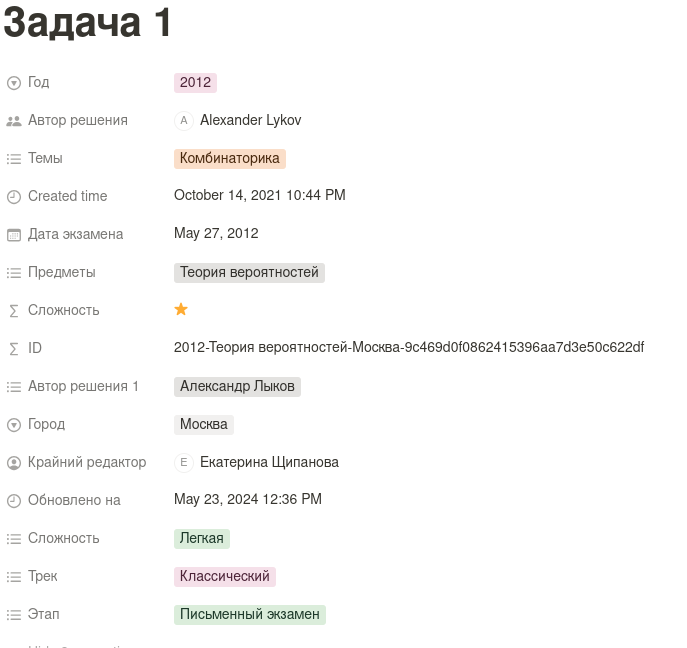 Задача 1
Год 2012
Автор решения A Alexander Lykov
Темы Комбинаторика
Created time October 14, 2021 10:44 PM
Дата экзамена May 27, 2012
Предметы Теория вероятностей
Сложность
ID 2012-Теория вероятностей-Москва-9c469d0f0862415396aa7d3e50c622df
Автор решения 1 Александр Лыков
Город Москва
Крайний редактор E Екатерина Щипанова
Обновлено на May 23, 2024 12:36 PM
Сложность Легкая
Трек Классический
Этап Письменный экзамен